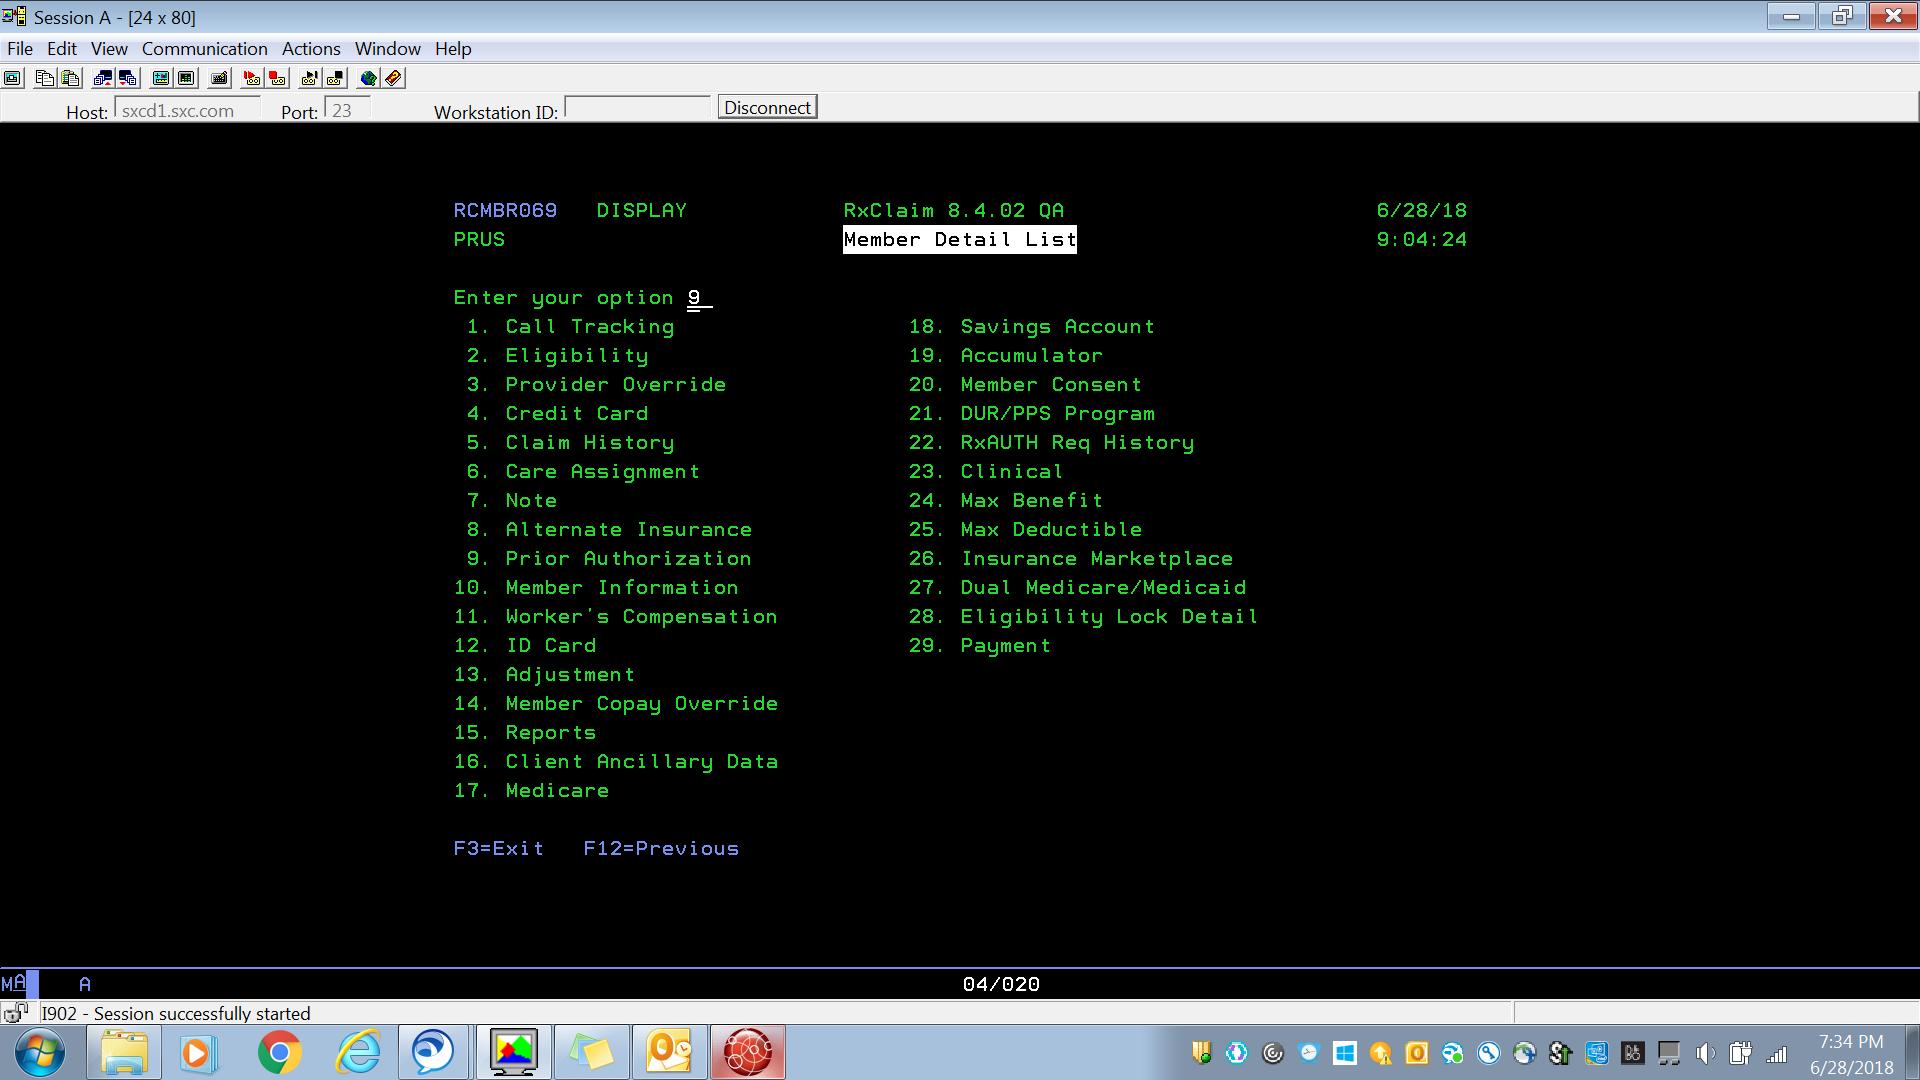 Session A - [24 x 80]
File Edit View Communication Actions Window Help
Host: sxcd1.sxc.com Port: 23 Workstation ID: Disconnect
RCMBR069 DISPLAY RxClaim 8.4.02 QA 6/28/18
PRUS Member Detail List 9:04:24
Enter your option 9
1. Call Tracking 18. Savings Account
2. Eligibility 19. Accumulator
3. Provider Override 20. Member Consent
4. Credit Card 21. DUR/PPS Program
5. Claim History 22. RxAUTH Req History
6. Care Assignment 23. Clinical
7. Note 24. Max Benefit
8. Alternate Insurance 25. Max Deductible
9. Prior Authorization 26. Insurance Marketplace
10. Member Information 27. Dual Medicare/Medicaid
11. Worker's Compensation 28. Eligibility Lock Detail
12. ID Card 29. Payment
13. Adjustment
14. Member Copay Override
15. Reports
16. Client Ancillary Data
17. Medicare
F3=Exit F12=Previous
MA A 04/020
I902 - Session successfully started
7:34 PM
6/28/2018